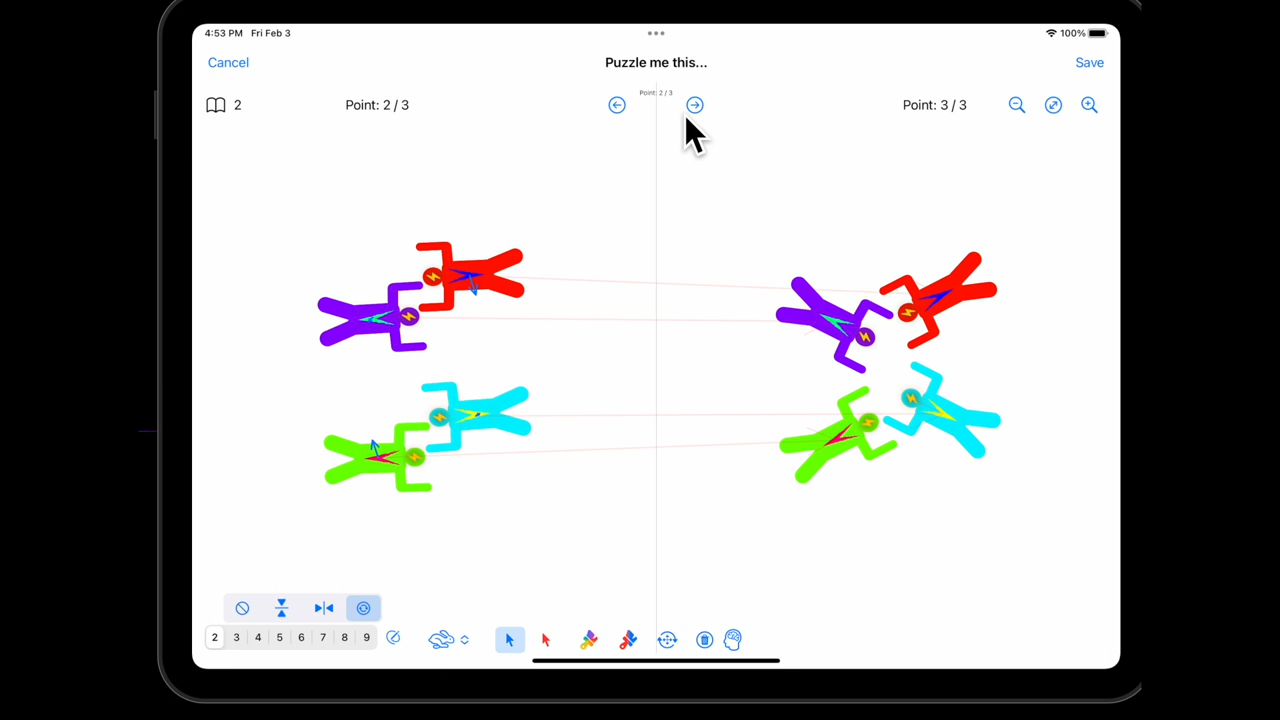 4:53 PM Fri Feb 3
100%
Cancel
Puzzle me this...
Save
Point: 2 / 3
2
Point: 2 / 3
Point: 3 / 3
2 3 4 5 6 7 8 9